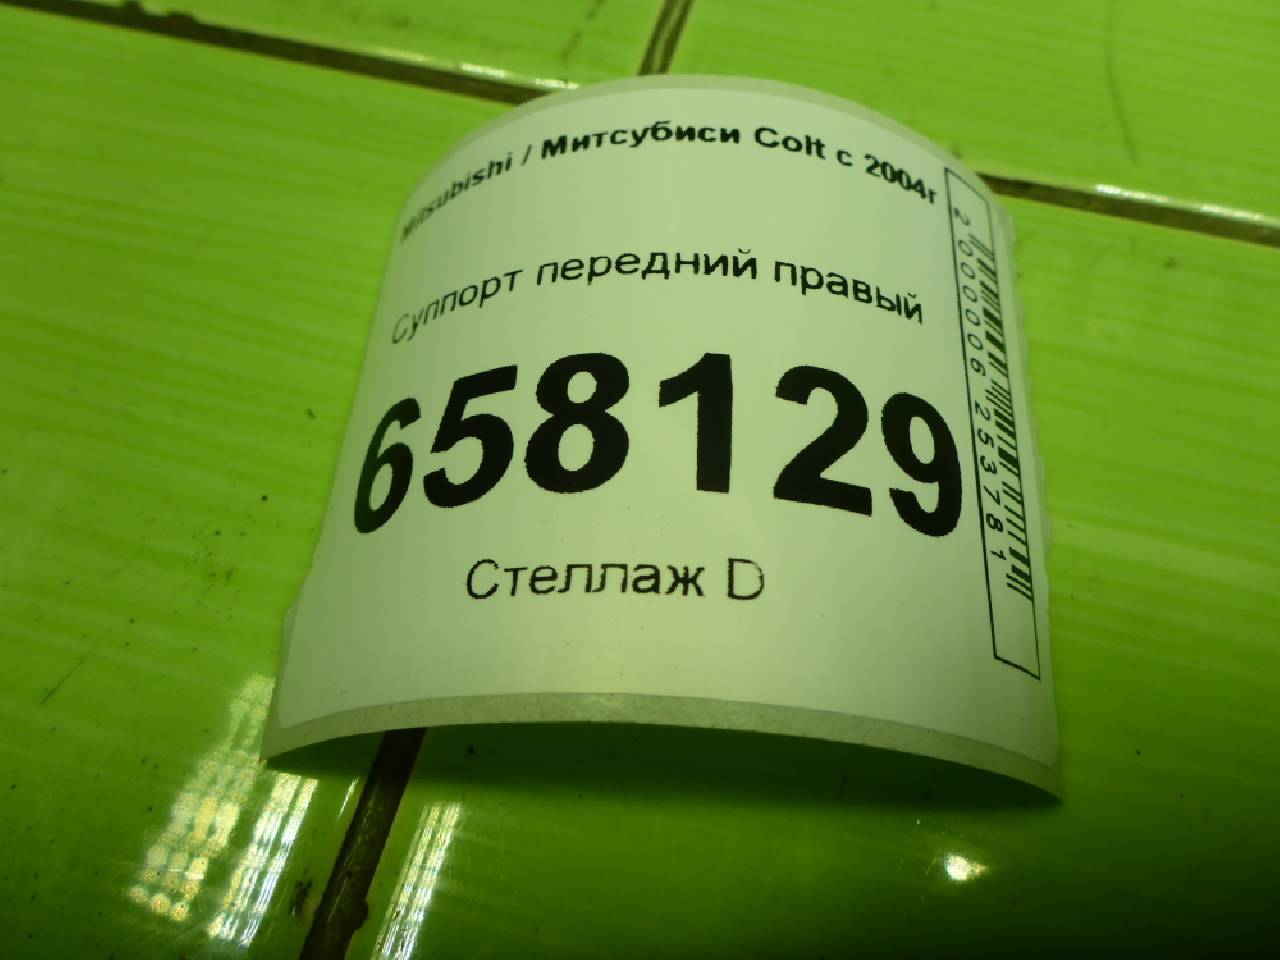 Mitsubishi / Митсубиси Colt с 2004г
Суппорт передний правый
658129
Стеллаж D
2000006253781